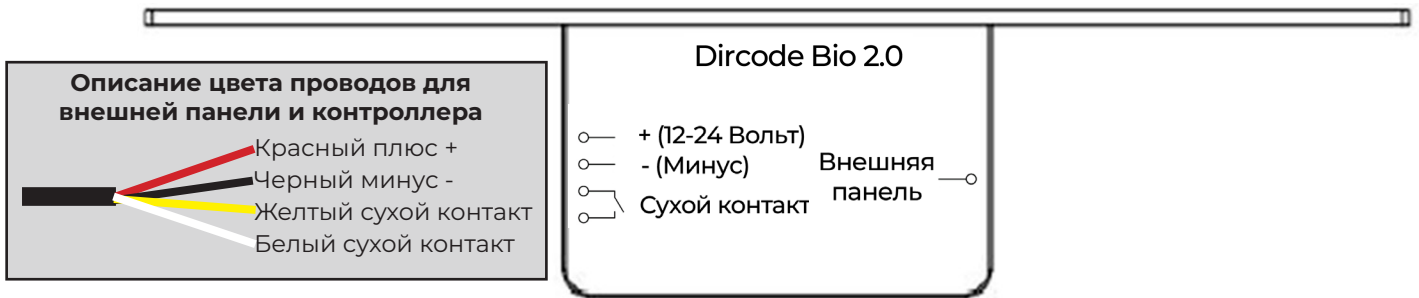 Dircode Bio 2.0
Описание цвета проводов для
внешней панели и контроллера
Красный плюс +
Черный минус -
Желтый сухой контакт
Белый сухой контакт
+ (12-24 Вольт)
- (Минус)
Сухой контакт
Внешняя
панель